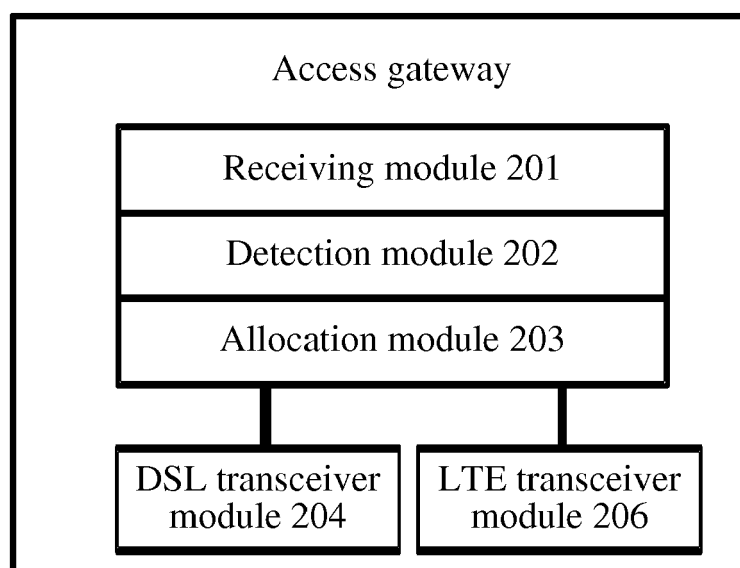 Access gateway
Receiving module 201
Detection module 202
Allocation module 203
DSL transceiver
module 204
LTE transceiver
module 206